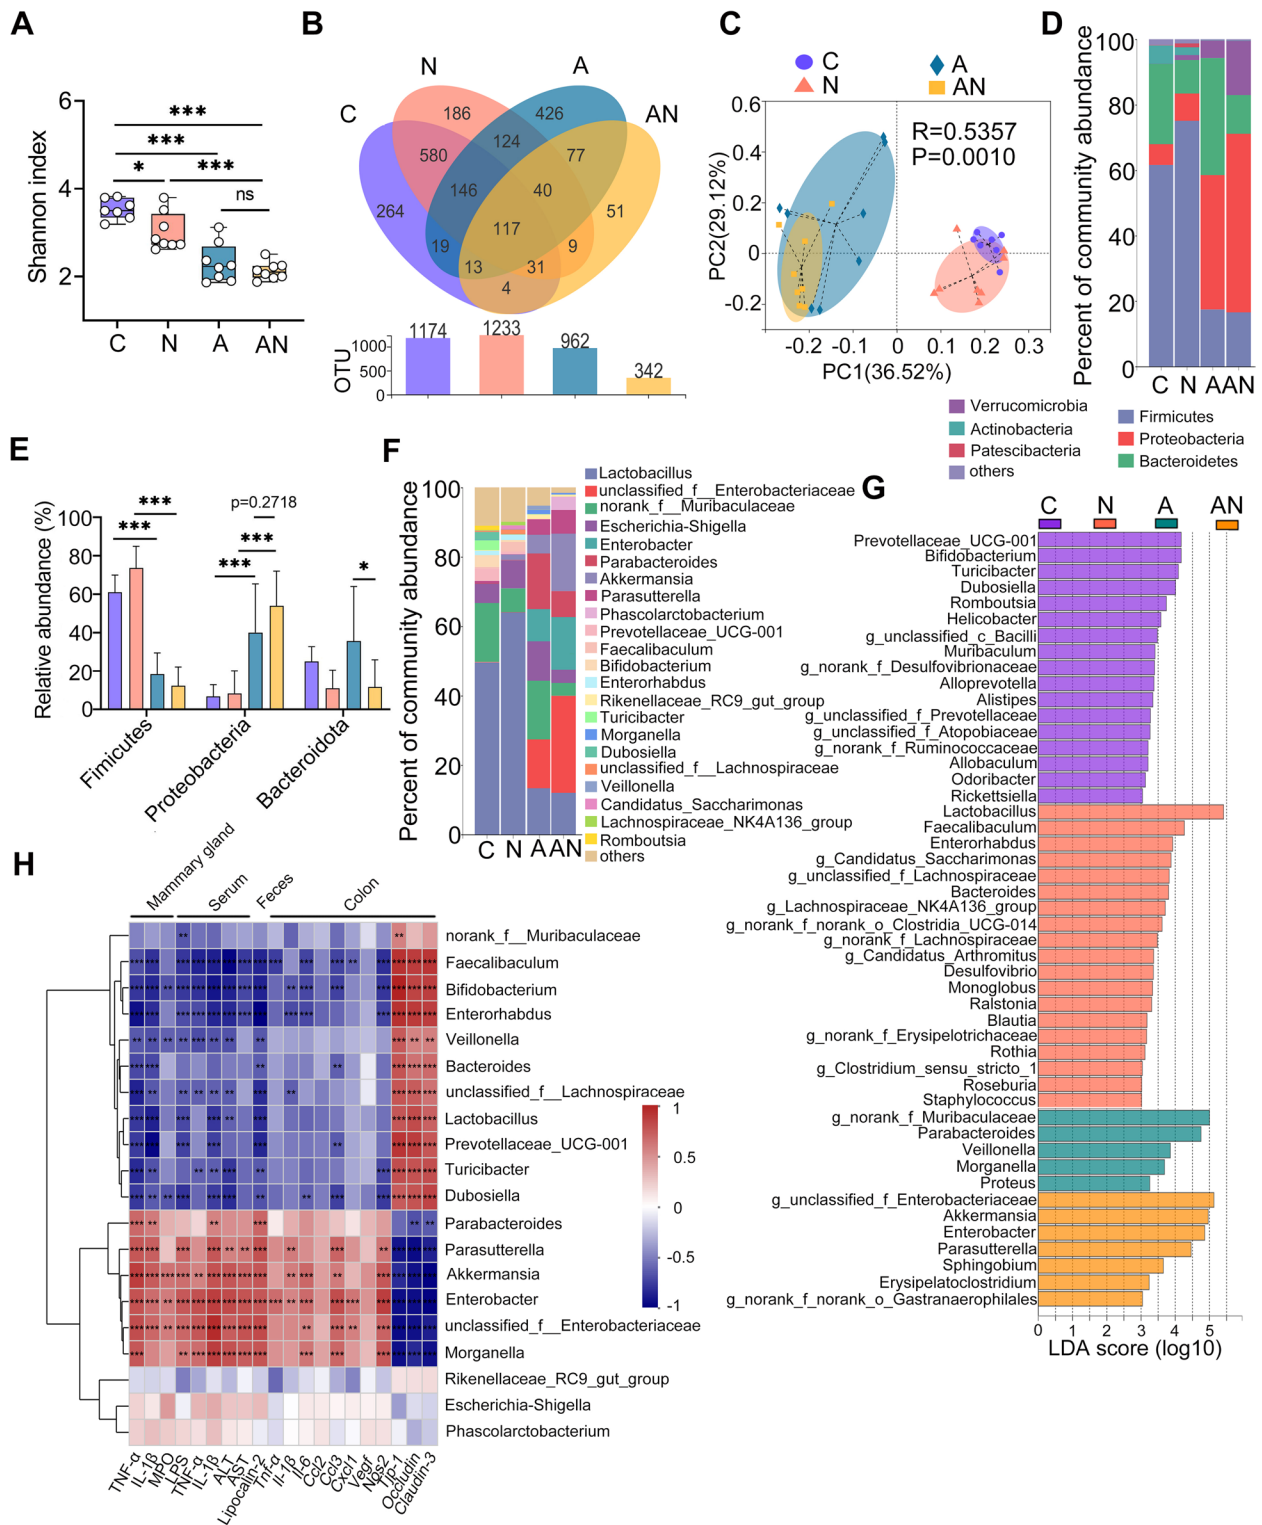 A
Shannon index
6
4
2
***
***
*
***
ns
C N A AN
B
C
N
A
AN
186
426
580
124
77
264
146
40
51
117
19
9
13
31
4
OTU
1000
500
0
1174
1233
962
342
C
C
N
A
AN
R=0.5357
P=0.0010
PC2(29.12%)
0.6
0.4
0.2
0
-0.2
-0.2 -0.1 0 0.1 0.2 0.3
PC1(36.52%)
D
Percent of community abundance
100
80
60
40
20
0
C N A AN
Verrucomicrobia
Actinobacteria
Patescibacteria
others
Firmicutes
Proteobacteria
Bacteroidetes
E
Relative abundance (%)
100
80
60
40
20
0
***
***
p=0.2718
***
***
*
Fimicutes
Proteobacteria
Bacteroidota
F
Percent of community abundance
100
80
60
40
20
0
C N A AN
Lactobacillus
unclassified_f__Enterobacteriaceae
norank_f__Muribaculaceae
Escherichia-Shigella
Enterobacter
Parabacteroides
Akkermansia
Parasutterella
Phascolarctobacterium
Prevotellaceae_UCG-001
Faecalibaculum
Bifidobacterium
Enterorhabdus
Rikenellaceae_RC9_gut_group
Turicibacter
Morganella
Dubosiella
unclassified_f__Lachnospiraceae
Veillonella
Candidatus_Saccharimonas
Lachnospiraceae_NK4A136_group
Romboutsia
others
G
C N A AN
Prevotellaceae_UCG-001
Bifidobacterium
Turicibacter
Dubosiella
Romboutsia
Helicobacter
g_unclassified_c_Bacilli
Muribaculum
g_norank_f_Desulfovibrionaceae
Alloprevotella
Alistipes
g_unclassified_f_Prevotellaceae
g_unclassified_f_Atopobiaceae
g_norank_f_Ruminococcaceae
Allobaculum
Odoribacter
Rickettsiella
Lactobacillus
Faecalibaculum
Enterorhabdus
g_Candidatus_Saccharimonas
g_unclassified_f_Lachnospiraceae
Bacteroides
g_Lachnospiraceae_NK4A136_group
g_norank_f_norank_o_Clostridia_UCG-014
g_norank_f_Lachnospiraceae
g_Candidatus_Arthromitus
Desulfovibrio
Monoglobus
Ralstonia
Blautia
g_norank_f_Erysipelotrichaceae
Rothia
g_Clostridium_sensu_stricto_1
Roseburia
Staphylococcus
g_norank_f_Muribaculaceae
Parabacteroides
Veillonella
Morganella
Proteus
g_unclassified_f_Enterobacteriaceae
Akkermansia
Enterobacter
Parasutterella
Sphingobium
Erysipelatoclostridium
g_norank_f_norank_o_Gastranaerophilales
0 1 2 3 4 5
LDA score (log10)
H
Mammary gland
Serum
Feces
Colon
norank_f__Muribaculaceae
Faecalibaculum
Bifidobacterium
Enterorhabdus
Veillonella
Bacteroides
unclassified_f__Lachnospiraceae
Lactobacillus
Prevotellaceae_UCG-001
Turicibacter
Dubosiella
Parabacteroides
Parasutterella
Akkermansia
Enterobacter
unclassified_f__Enterobacteriaceae
Morganella
Rikenellaceae_RC9_gut_group
Escherichia-Shigella
Phascolarctobacterium
1
0.5
0
-0.5
-1
TNF-α
IL-1β
MPO
LPS
TNF-α
IL-1β
ALT
AST
Lipocalin-2
Tnf-α
Il-1β
Il-6
Ccl2
Ccl3
Cxcl1
Vegf
Nos2
Tjp-1
Occludin
Claudin-3